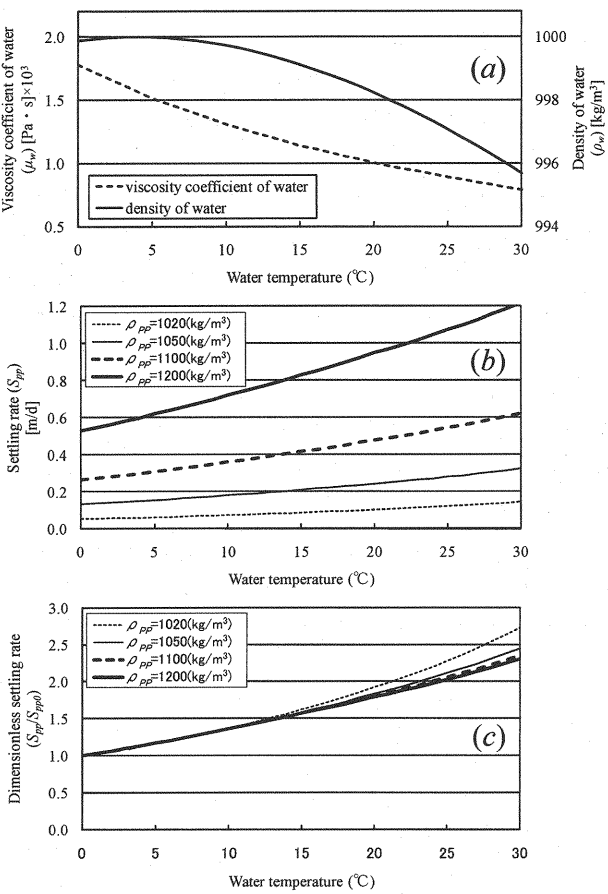 Viscosity coefficient of water
(μw) [Pa・s]×10³
2.0
1.5
1.0
0.5
1000
998
996
994
Density of water
(ρw) [kg/m³]
(a)
viscosity coefficient of water
density of water
0 5 10 15 20 25 30
Water temperature (℃)
Settling rate (Spp)
[m/d]
1.2
1.0
0.8
0.6
0.4
0.2
0.0
ρPP=1020(kg/m³)
ρPP=1050(kg/m³)
ρPP=1100(kg/m³)
ρPP=1200(kg/m³)
(b)
0 5 10 15 20 25 30
Water temperature (℃)
Dimensionless settling rate
(Spp/Spp0)
3.0
2.5
2.0
1.5
1.0
0.5
0.0
ρPP=1020(kg/m³)
ρPP=1050(kg/m³)
ρPP=1100(kg/m³)
ρPP=1200(kg/m³)
(c)
0 5 10 15 20 25 30
Water temperature (℃)